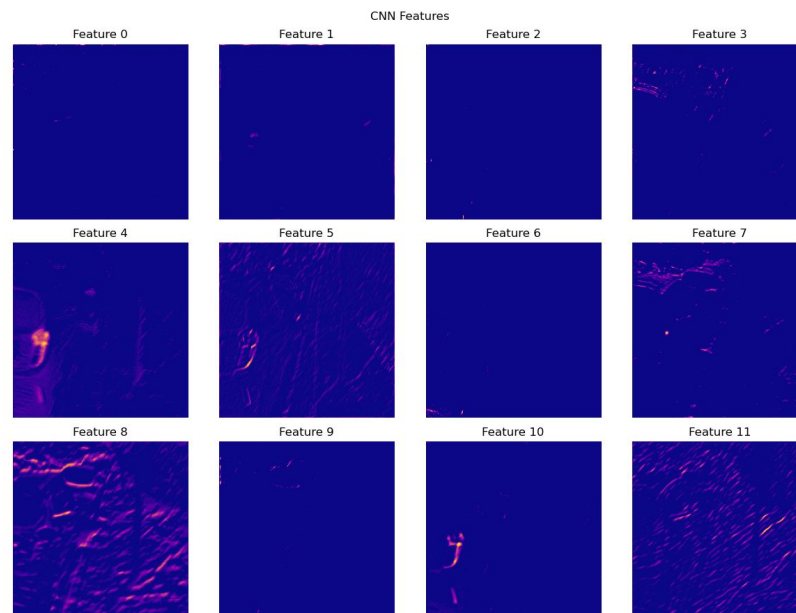 CNN Features
Feature 0
Feature 1
Feature 2
Feature 3
Feature 4
Feature 5
Feature 6
Feature 7
Feature 8
Feature 9
Feature 10
Feature 11